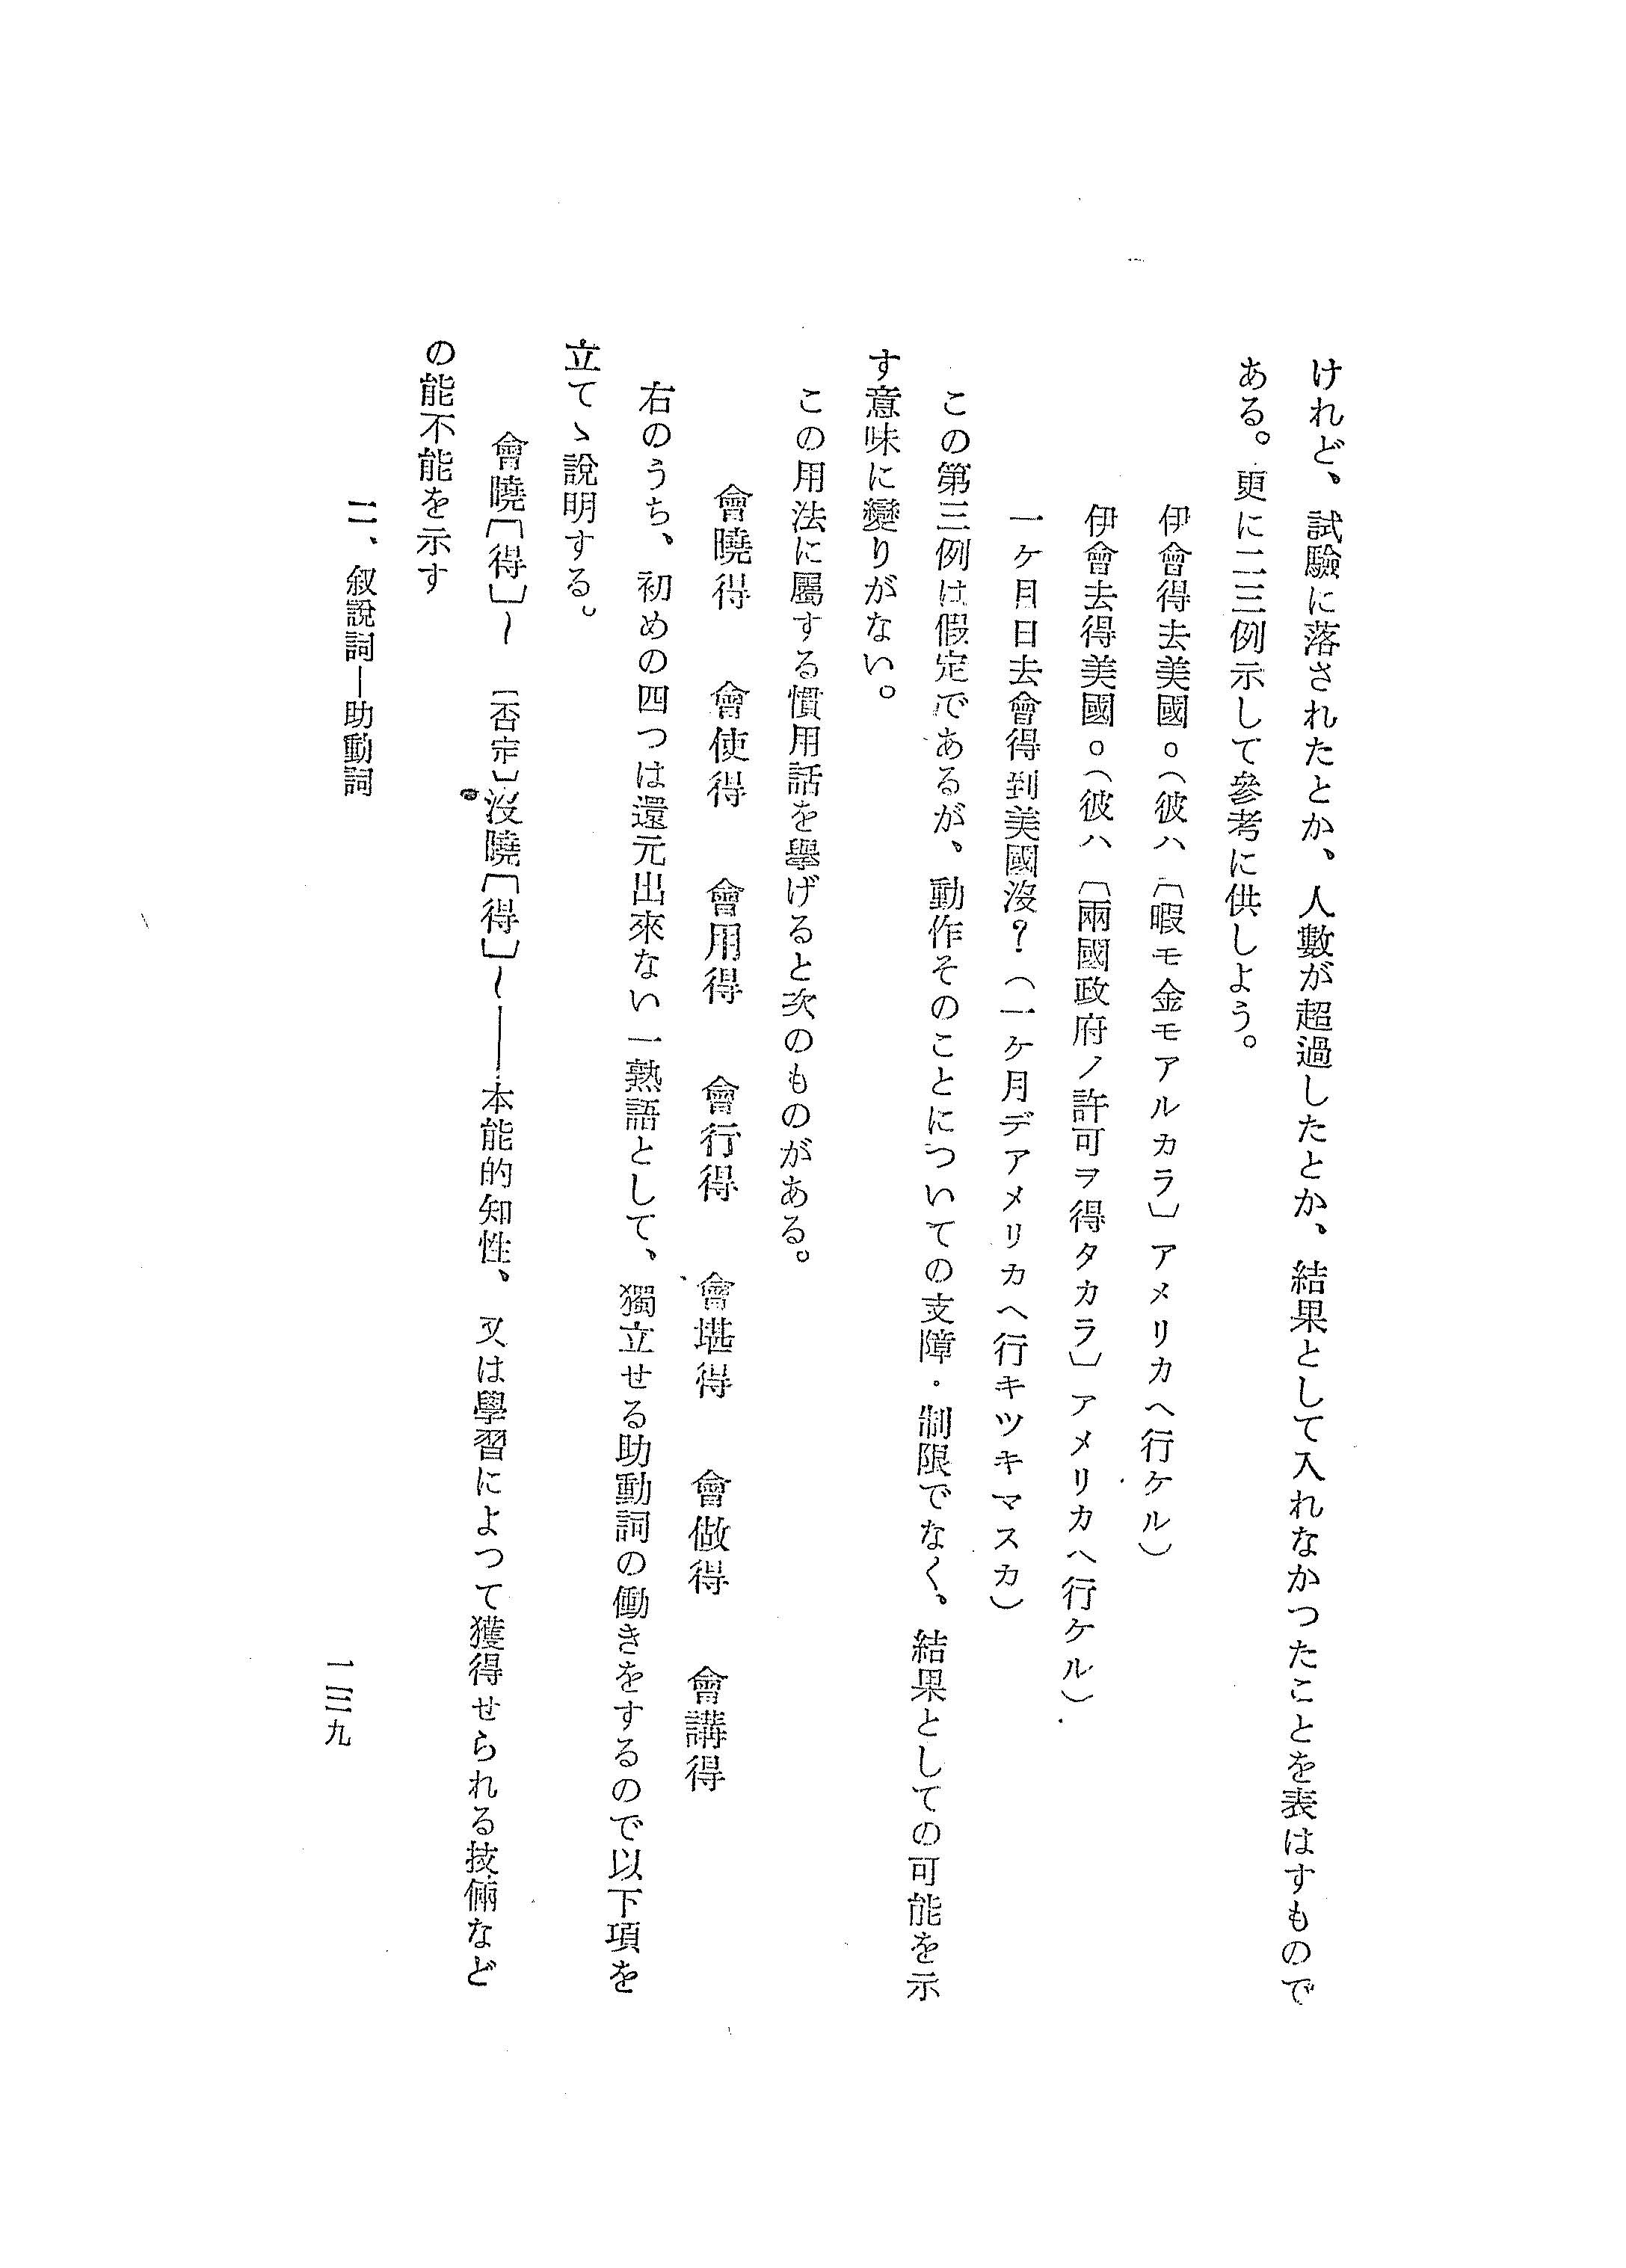 けれど、試驗に落されたとか、人數が超過したとか、結果として入れなかつたことを表はすもので
ある。更に二三例示して參考に供しよう。
伊會得去美國。（彼ハ〔暇モ金モアルカラ〕アメリカヘ行ケル）
伊會去得美國。（彼ハ〔兩國政府ノ許可ヲ得タカラ〕アメリカヘ行ケル）
一ケ月日去會得到美國沒？（一ケ月デアメリカヘ行キツキマスカ）
この第三例は假定であるが、動作そのことについての支障・制限でなく、結果としての可能を示
す意味に變りがない。
この用法に屬する慣用話を擧げると次のものがある。
會曉得　會使得　會用得　會行得　會堪得　會做得　會講得
右のうち、初めの四つは還元出來ない一熟語として、獨立せる助動詞の働きをするので以下項を
立てゝ說明する。
會曉〔得〕〜　〔否定〕沒曉〔得〕〜――本能的知性、又は學習によつて獲得せられる技倆など
の能不能を示す
二、叙說詞―助動詞
一三九